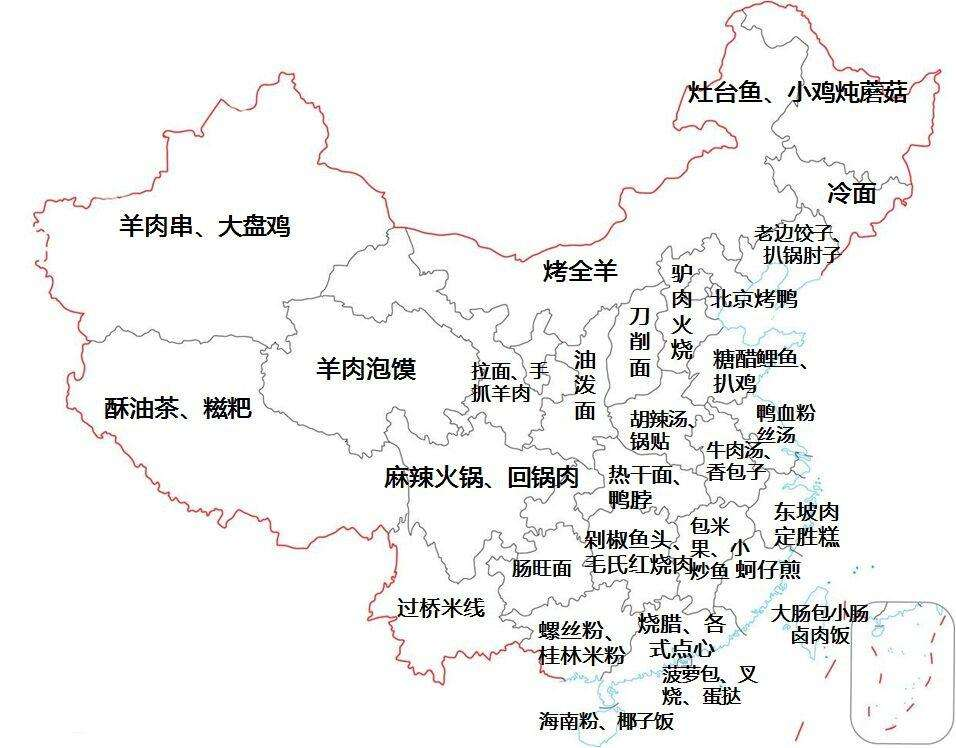 灶台鱼、小鸡炖蘑菇
冷面
羊肉串、大盘鸡
老边饺子、
扒锅肘子
烤全羊
驴肉火烧
北京烤鸭
刀削面
油泼面
糖醋鲤鱼、
扒鸡
羊肉泡馍
拉面、手
抓羊肉
酥油茶、糍粑
胡辣汤、
锅贴
鸭血粉
丝汤
牛肉汤、
香包子
麻辣火锅、回锅肉
热干面、
鸭脖
东坡肉
定胜糕
剁椒鱼头、
毛氏红烧肉
包米
果、小
炒鱼
蚵仔煎
肠旺面
过桥米线
大肠包小肠
卤肉饭
螺丝粉、
桂林米粉
烧腊、各
式点心
菠萝包、叉
烧、蛋挞
海南粉、椰子饭